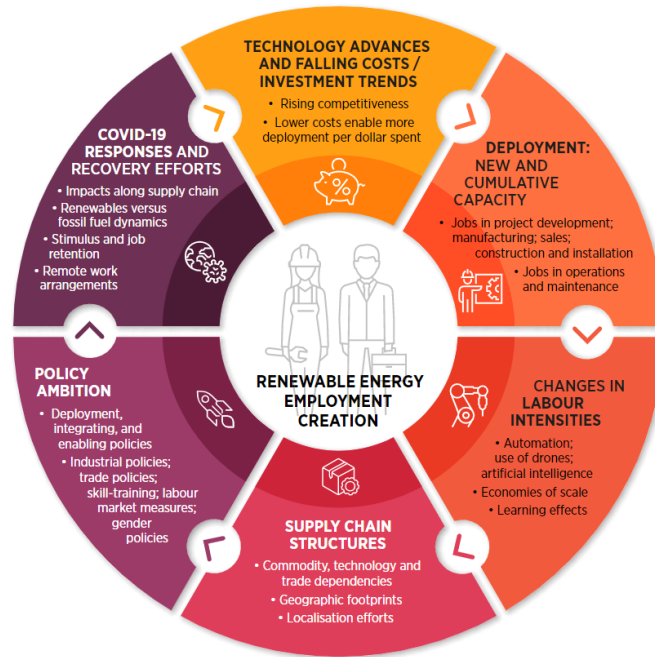 TECHNOLOGY ADVANCES
AND FALLING COSTS /
INVESTMENT TRENDS
• Rising competitiveness
• Lower costs enable more
deployment per dollar spent
%
DEPLOYMENT:
NEW AND
CUMULATIVE
CAPACITY
• Jobs in project development;
manufacturing; sales;
construction and installation
• Jobs in operations
and maintenance
CHANGES IN
LABOUR
INTENSITIES
• Automation;
use of drones;
artificial intelligence
• Economies of scale
• Learning effects
SUPPLY CHAIN
STRUCTURES
• Commodity, technology and
trade dependencies
• Geographic footprints
• Localisation efforts
POLICY
AMBITION
• Deployment,
integrating, and
enabling policies
• Industrial policies;
trade policies;
skill-training; labour
market measures;
gender
policies
COVID-19
RESPONSES AND
RECOVERY EFFORTS
• Impacts along supply chain
• Renewables versus
fossil fuel dynamics
• Stimulus and job
retention
• Remote work
arrangements
RENEWABLE ENERGY
EMPLOYMENT
CREATION